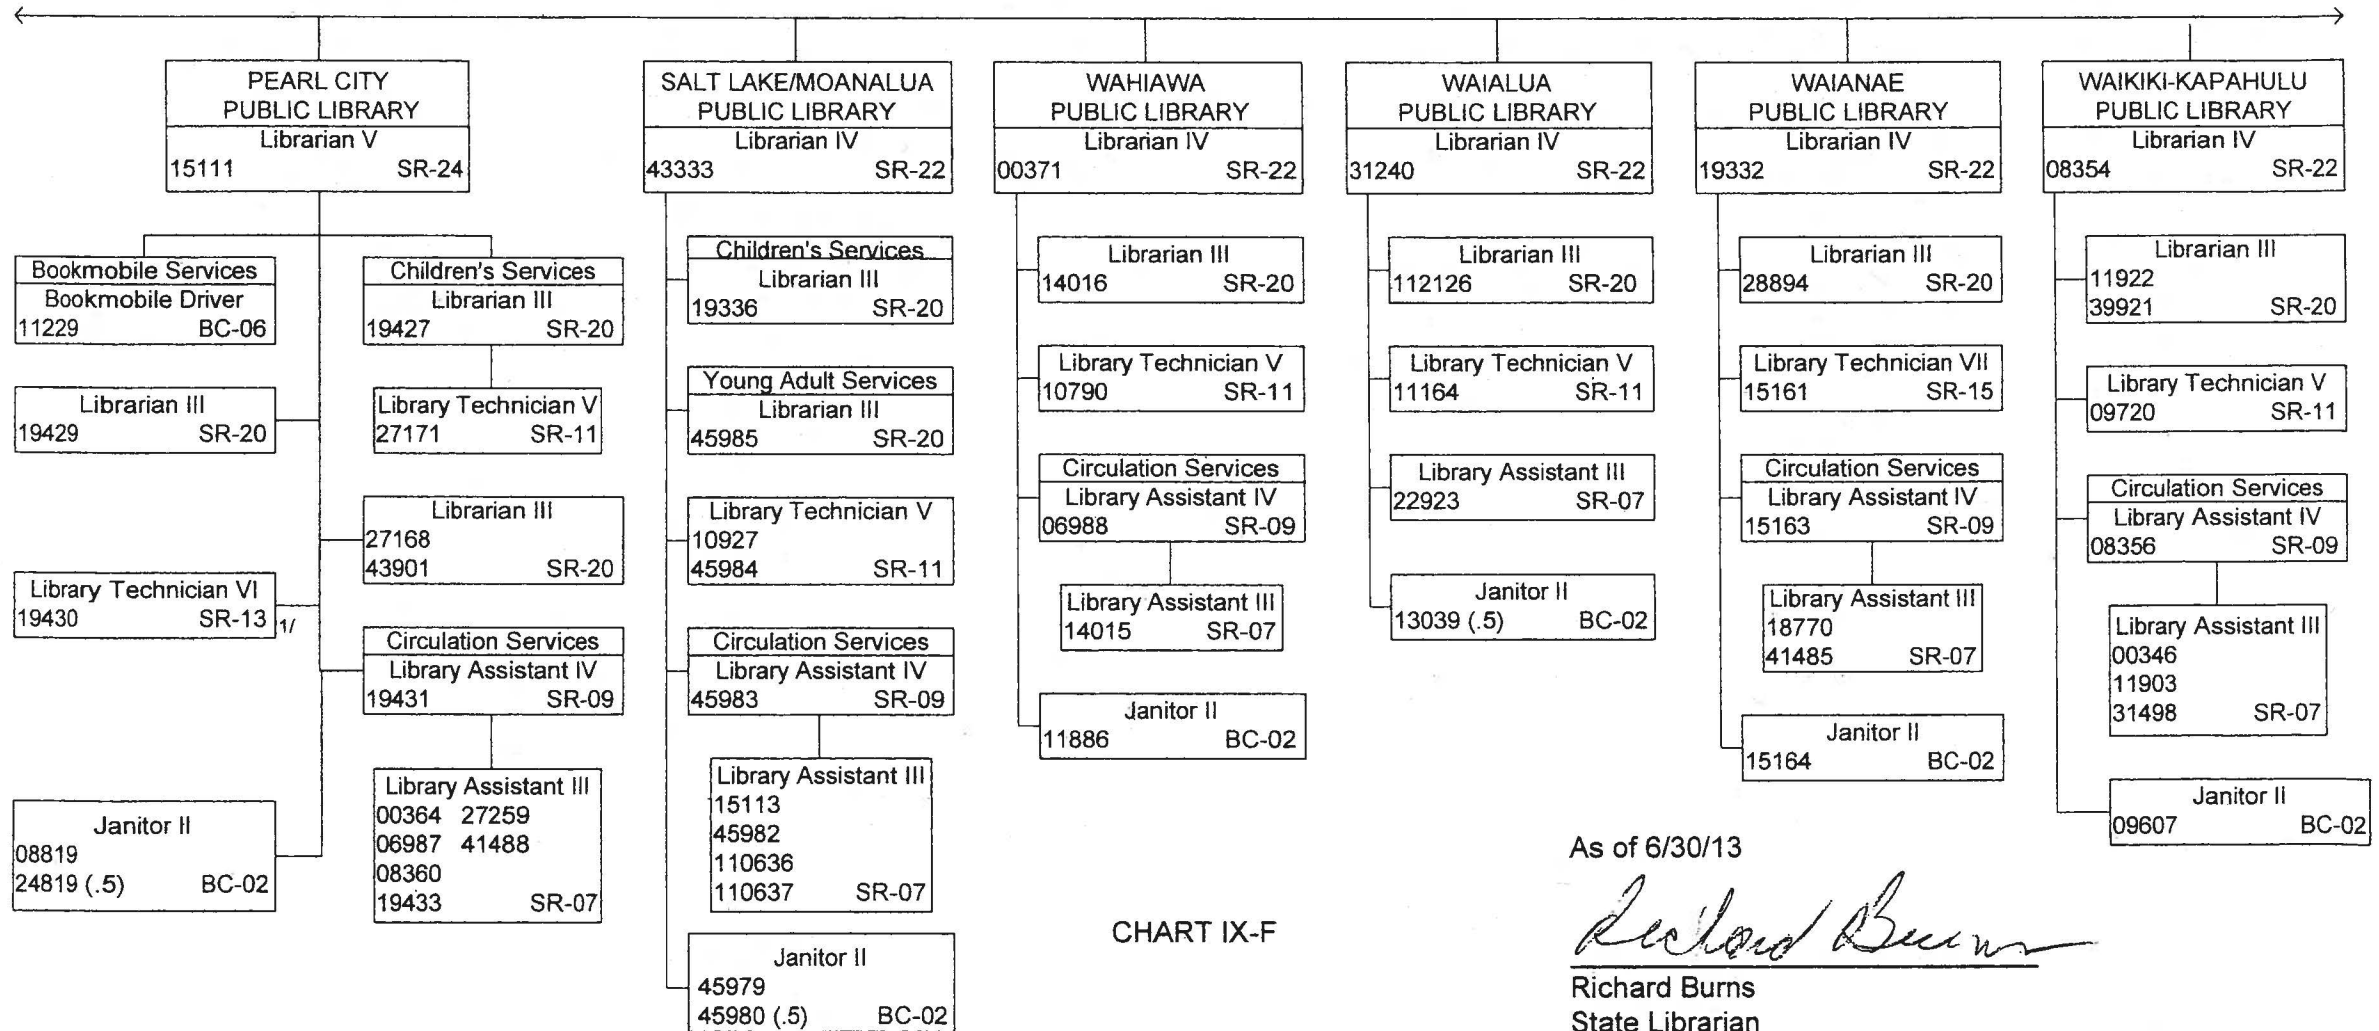 PEARL CITY
PUBLIC LIBRARY
Librarian V
15111 SR-24
Bookmobile Services
Bookmobile Driver
11229 BC-06
Children's Services
Librarian III
19427 SR-20
Librarian III
19429 SR-20
Library Technician V
27171 SR-11
Librarian III
27168
43901 SR-20
Library Technician VI
19430 SR-13
1/
Circulation Services
Library Assistant IV
19431 SR-09
Library Assistant III
00364 27259
06987 41488
08360
19433 SR-07
Janitor II
08819
24819 (.5) BC-02
SALT LAKE/MOANALUA
PUBLIC LIBRARY
Librarian IV
43333 SR-22
Children's Services
Librarian III
19336 SR-20
Young Adult Services
Librarian III
45985 SR-20
Library Technician V
10927
45984 SR-11
Circulation Services
Library Assistant IV
45983 SR-09
Library Assistant III
15113
45982
110636
110637 SR-07
Janitor II
45979
45980 (.5) BC-02
WAHIAWA
PUBLIC LIBRARY
Librarian IV
00371 SR-22
Librarian III
14016 SR-20
Library Technician V
10790 SR-11
Circulation Services
Library Assistant IV
06988 SR-09
Library Assistant III
14015 SR-07
Janitor II
11886 BC-02
WAIALUA
PUBLIC LIBRARY
Librarian IV
31240 SR-22
Librarian III
112126 SR-20
Library Technician V
11164 SR-11
Library Assistant III
22923 SR-07
Janitor II
13039 (.5) BC-02
WAIANAE
PUBLIC LIBRARY
Librarian IV
19332 SR-22
Librarian III
28894 SR-20
Library Technician VII
15161 SR-15
Circulation Services
Library Assistant IV
15163 SR-09
Library Assistant III
18770
41485 SR-07
Janitor II
15164 BC-02
WAIKIKI-KAPAHULU
PUBLIC LIBRARY
Librarian IV
08354 SR-22
Librarian III
11922
39921 SR-20
Library Technician V
09720 SR-11
Circulation Services
Library Assistant IV
08356 SR-09
Library Assistant III
00346
11903
31498 SR-07
Janitor II
09607 BC-02
CHART IX-F
As of 6/30/13
Richard Burns
Richard Burns
State Librarian